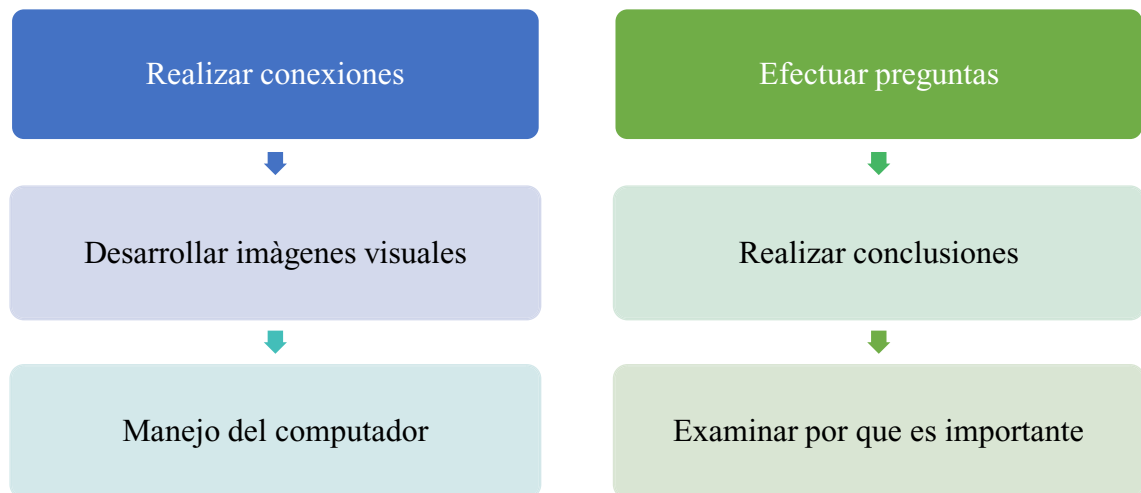 Realizar conexiones
Desarrollar imàgenes visuales
Manejo del computador
Efectuar preguntas
Realizar conclusiones
Examinar por que es importante